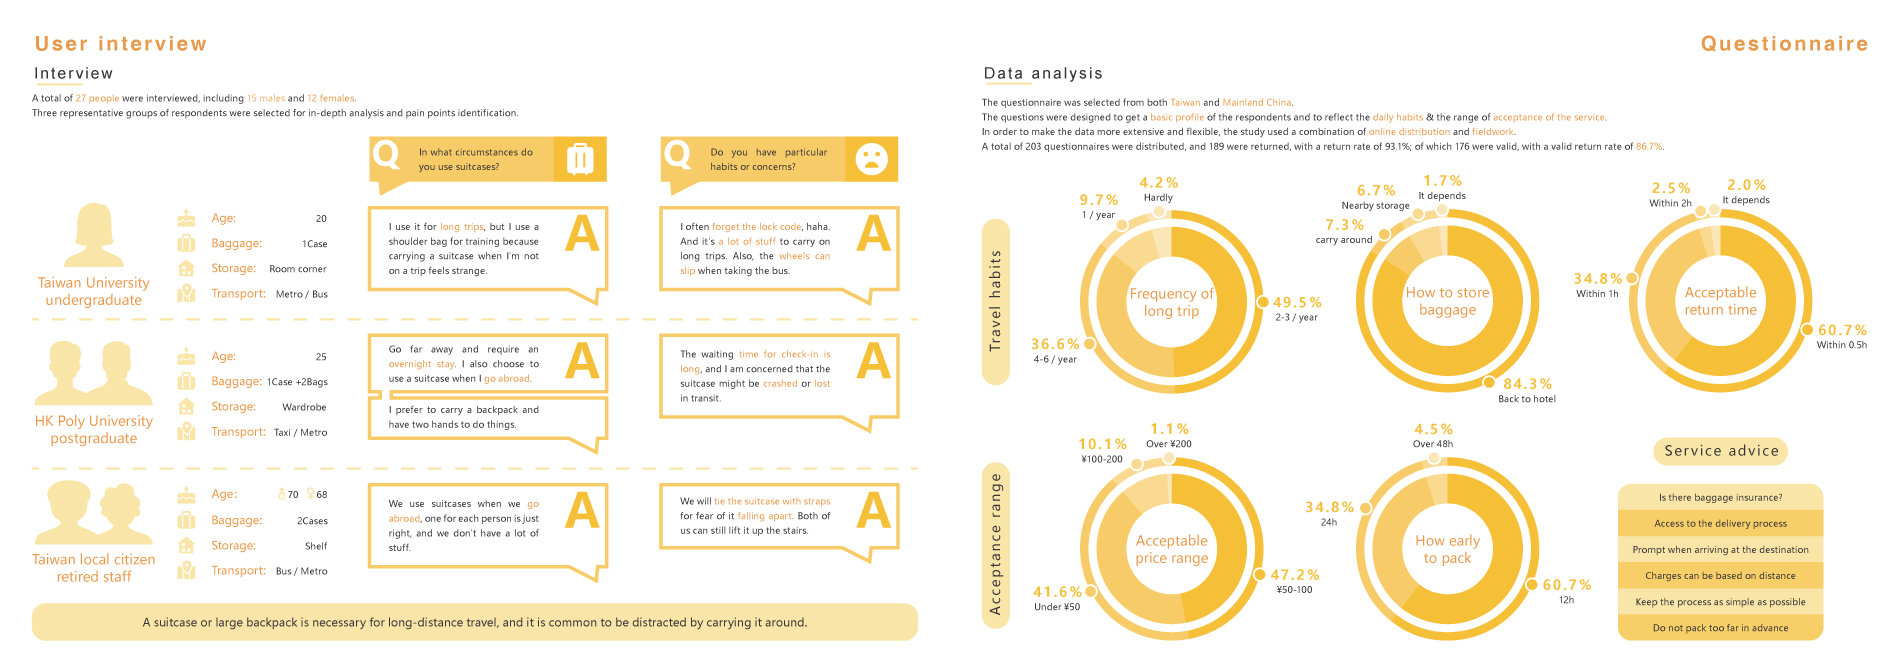 User interview
Interview
A total of 27 people were interviewed, including 15 males and 12 females.
Three representative groups of respondents were selected for in-depth analysis and pain points identification.
Q
In what circumstances do
you use suitcases?
Q
Do you have particular
habits or concerns?
Taiwan University
undergraduate
Age: 20
Baggage: 1Case
Storage: Room corner
Transport: Metro / Bus
I use it for long trips, but I use a
shoulder bag for training because
carrying a suitcase when I'm not
on a trip feels strange.
A
I often forget the lock code, haha.
And it's a lot of stuff to carry on
long trips. Also, the wheels can
slip when taking the bus.
A
HK Poly University
postgraduate
Age: 25
Baggage: 1Case +2Bags
Storage: Wardrobe
Transport: Taxi / Metro
Go far away and require an
overnight stay. I also choose to
use a suitcase when I go abroad.
A
I prefer to carry a backpack and
have two hands to do things.
The waiting time for check-in is
long, and I am concerned that the
suitcase might be crashed or lost
in transit.
A
Taiwan local citizen
retired staff
Age: 70 68
Baggage: 2Cases
Storage: Shelf
Transport: Bus / Metro
We use suitcases when we go
abroad, one for each person is just
right, and we don't have a lot of
stuff.
A
We will tie the suitcase with straps
for fear of it falling apart. Both of
us can still lift it up the stairs.
A
A suitcase or large backpack is necessary for long-distance travel, and it is common to be distracted by carrying it around.
Questionnaire
Data analysis
The questionnaire was selected from both Taiwan and Mainland China.
The questions were designed to get a basic profile of the respondents and to reflect the daily habits & the range of acceptance of the service.
In order to make the data more extensive and flexible, the study used a combination of online distribution and fieldwork.
A total of 203 questionnaires were distributed, and 189 were returned, with a return rate of 93.1%; of which 176 were valid, with a valid return rate of 86.7%.
Travel habits
Frequency of
long trip
4.2%
Hardly
9.7%
1 / year
49.5%
2-3 / year
36.6%
4-6 / year
How to store
baggage
1.7%
It depends
6.7%
Nearby storage
7.3%
carry around
84.3%
Back to hotel
Acceptable
return time
2.0%
It depends
2.5%
Within 2h
34.8%
Within 1h
60.7%
Within 0.5h
Acceptance range
Acceptable
price range
1.1%
Over ¥200
10.1%
¥100-200
47.2%
¥50-100
41.6%
Under ¥50
How early
to pack
4.5%
Over 48h
34.8%
24h
60.7%
12h
Service advice
Is there baggage insurance?
Access to the delivery process
Prompt when arriving at the destination
Charges can be based on distance
Keep the process as simple as possible
Do not pack too far in advance